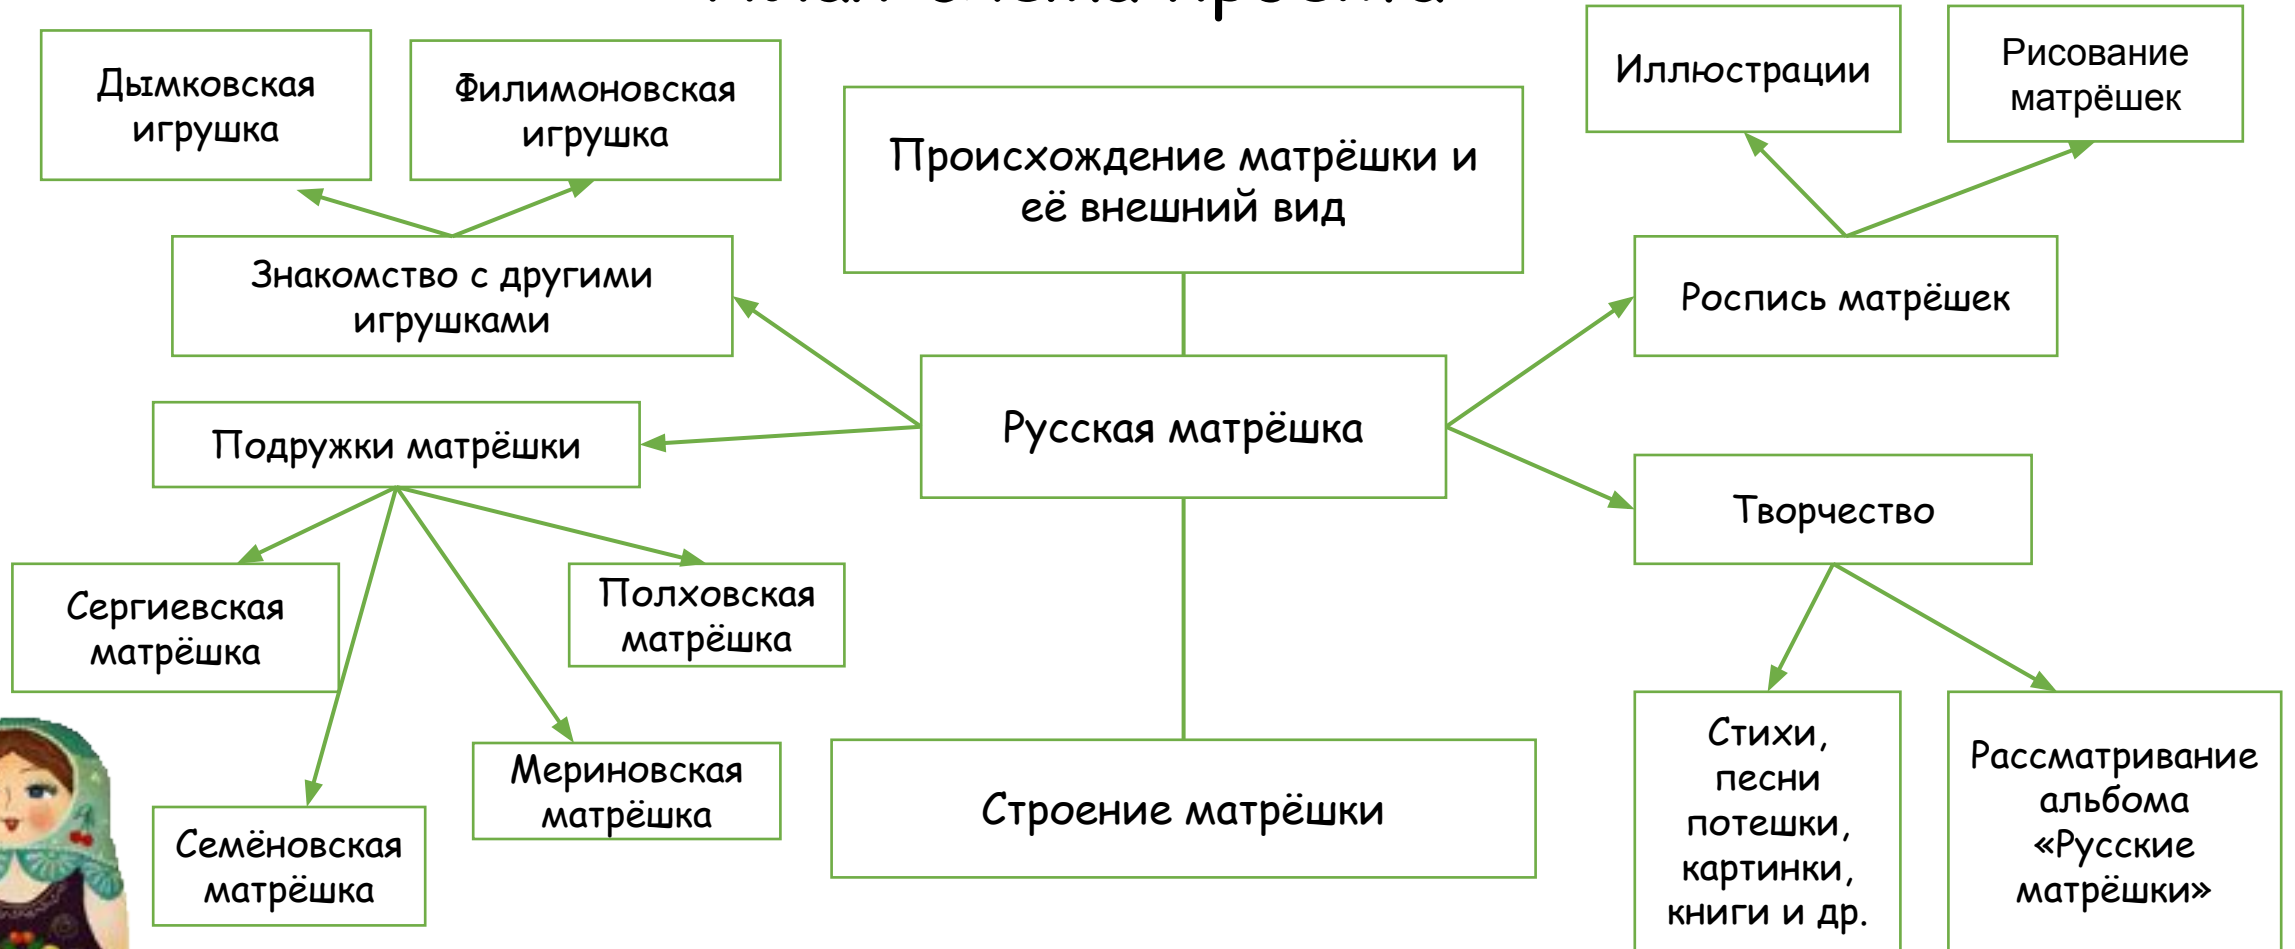 Дымковская
игрушка
Филимоновская
игрушка
Происхождение матрёшки и
её внешний вид
Иллюстрации
Рисование
матрёшек
Знакомство с другими
игрушками
Роспись матрёшек
Подружки матрёшки
Русская матрёшка
Творчество
Сергиевская
матрёшка
Полховская
матрёшка
Семёновская
матрёшка
Мериновская
матрёшка
Строение матрёшки
Стихи,
песни
потешки,
картинки,
книги и др.
Рассматривание
альбома
«Русские
матрёшки»